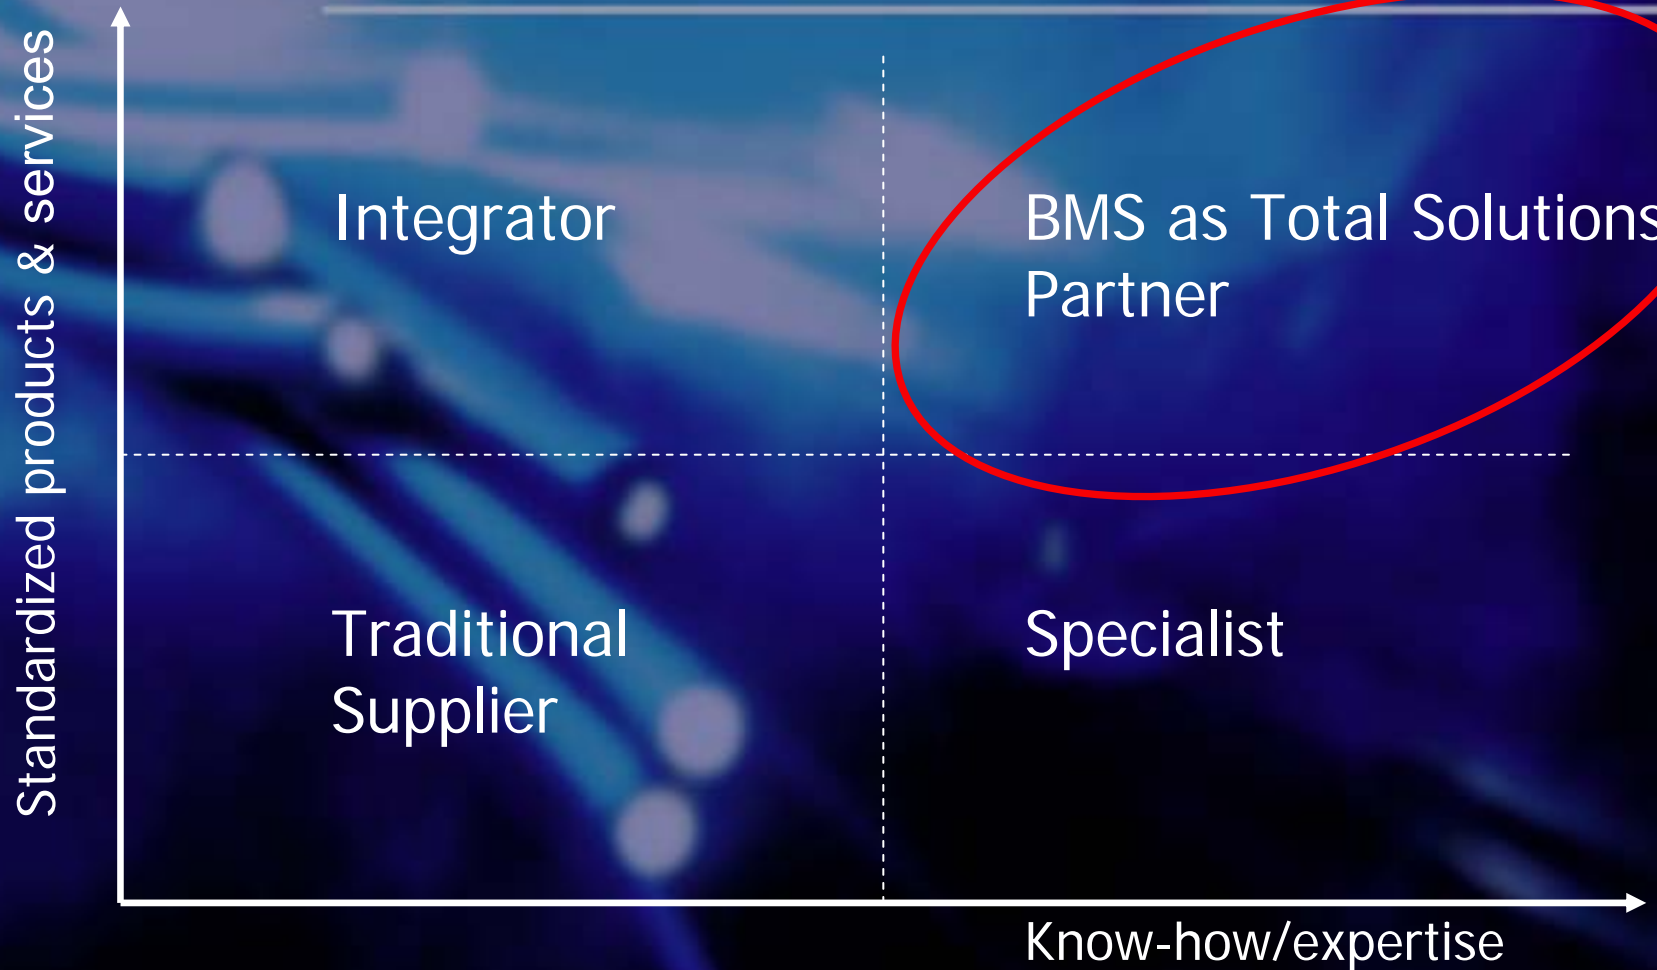 Standardized products & services
Integrator
BMS as Total Solutions
Partner
Traditional
Supplier
Specialist
Know-how/expertise